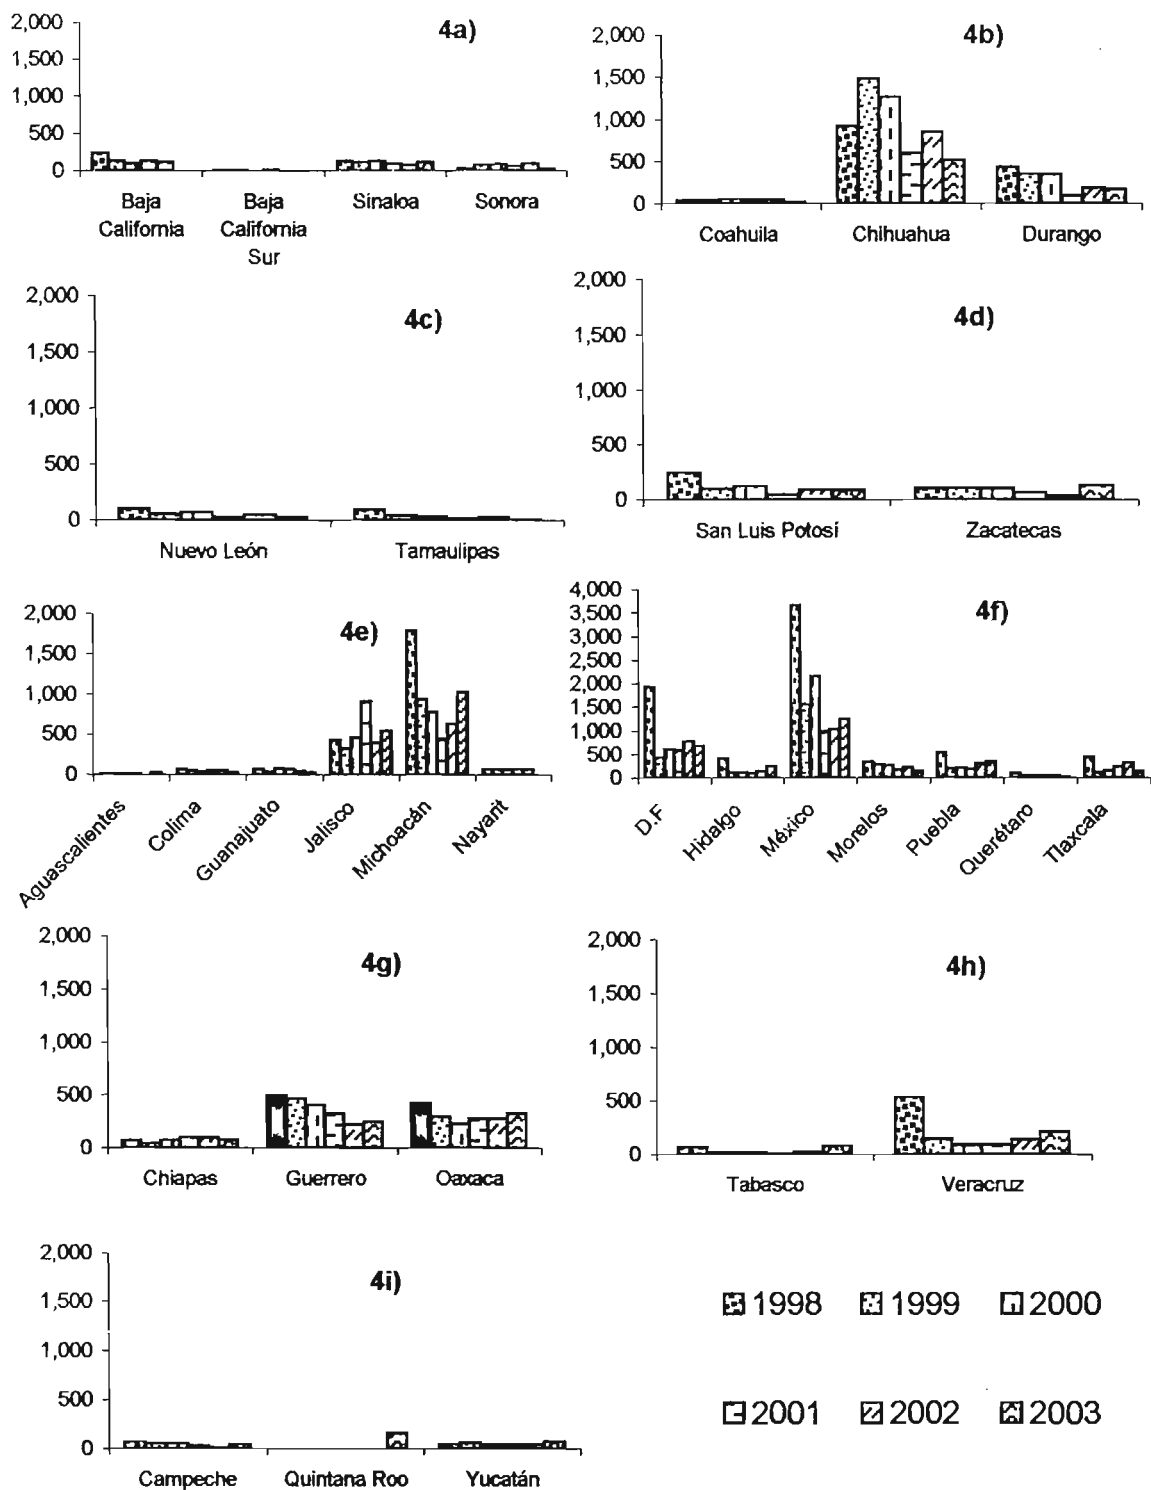 4a)
2,000
1,500
1,000
500
0
Baja California
Baja California Sur
Sinaloa
Sonora
4b)
2,000
1,500
1,000
500
0
Coahuila
Chihuahua
Durango
4c)
2,000
1,500
1,000
500
0
Nuevo León
Tamaulipas
4d)
2,000
1,500
1,000
500
0
San Luis Potosí
Zacatecas
4e)
2,000
1,500
1,000
500
0
Aguascalientes
Colima
Guanajuato
Jalisco
Michoacán
Nayarit
4f)
4,000
3,500
3,000
2,500
2,000
1,500
1,000
500
0
D.F
Hidalgo
México
Morelos
Puebla
Querétaro
Tlaxcala
4g)
2,000
1,500
1,000
500
0
Chiapas
Guerrero
Oaxaca
4h)
2,000
1,500
1,000
500
0
Tabasco
Veracruz
4i)
2,000
1,500
1,000
500
0
Campeche
Quintana Roo
Yucatán
1998 1999 2000
2001 2002 2003